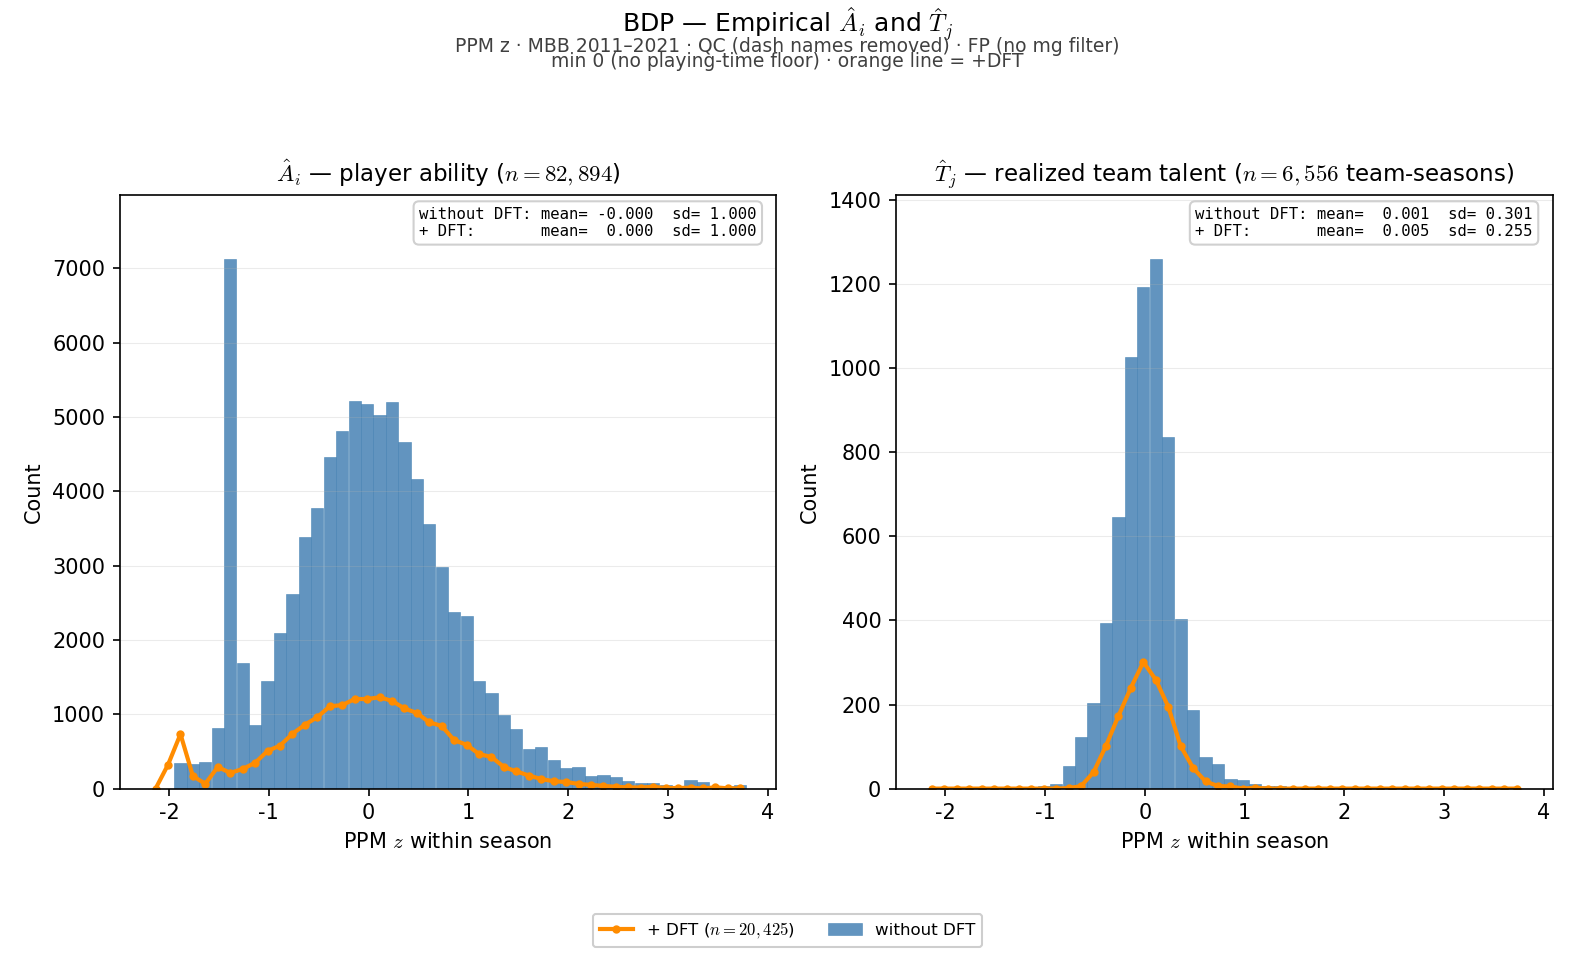 BDP — Empirical Âᵢ and T̂ⱼ
PPM z · MBB 2011–2021 · QC (dash names removed) · FP (no mg filter)
min 0 (no playing-time floor) · orange line = +DFT
Âᵢ — player ability (n = 82,894)
without DFT: mean= -0.000 sd= 1.000
+ DFT: mean= 0.000 sd= 1.000
7000
6000
5000
4000
3000
2000
1000
0
Count
-2 -1 0 1 2 3 4
PPM z within season
T̂ⱼ — realized team talent (n = 6,556 team-seasons)
without DFT: mean= 0.001 sd= 0.301
+ DFT: mean= 0.005 sd= 0.255
1400
1200
1000
800
600
400
200
0
Count
-2 -1 0 1 2 3 4
PPM z within season
+ DFT (n = 20,425) without DFT